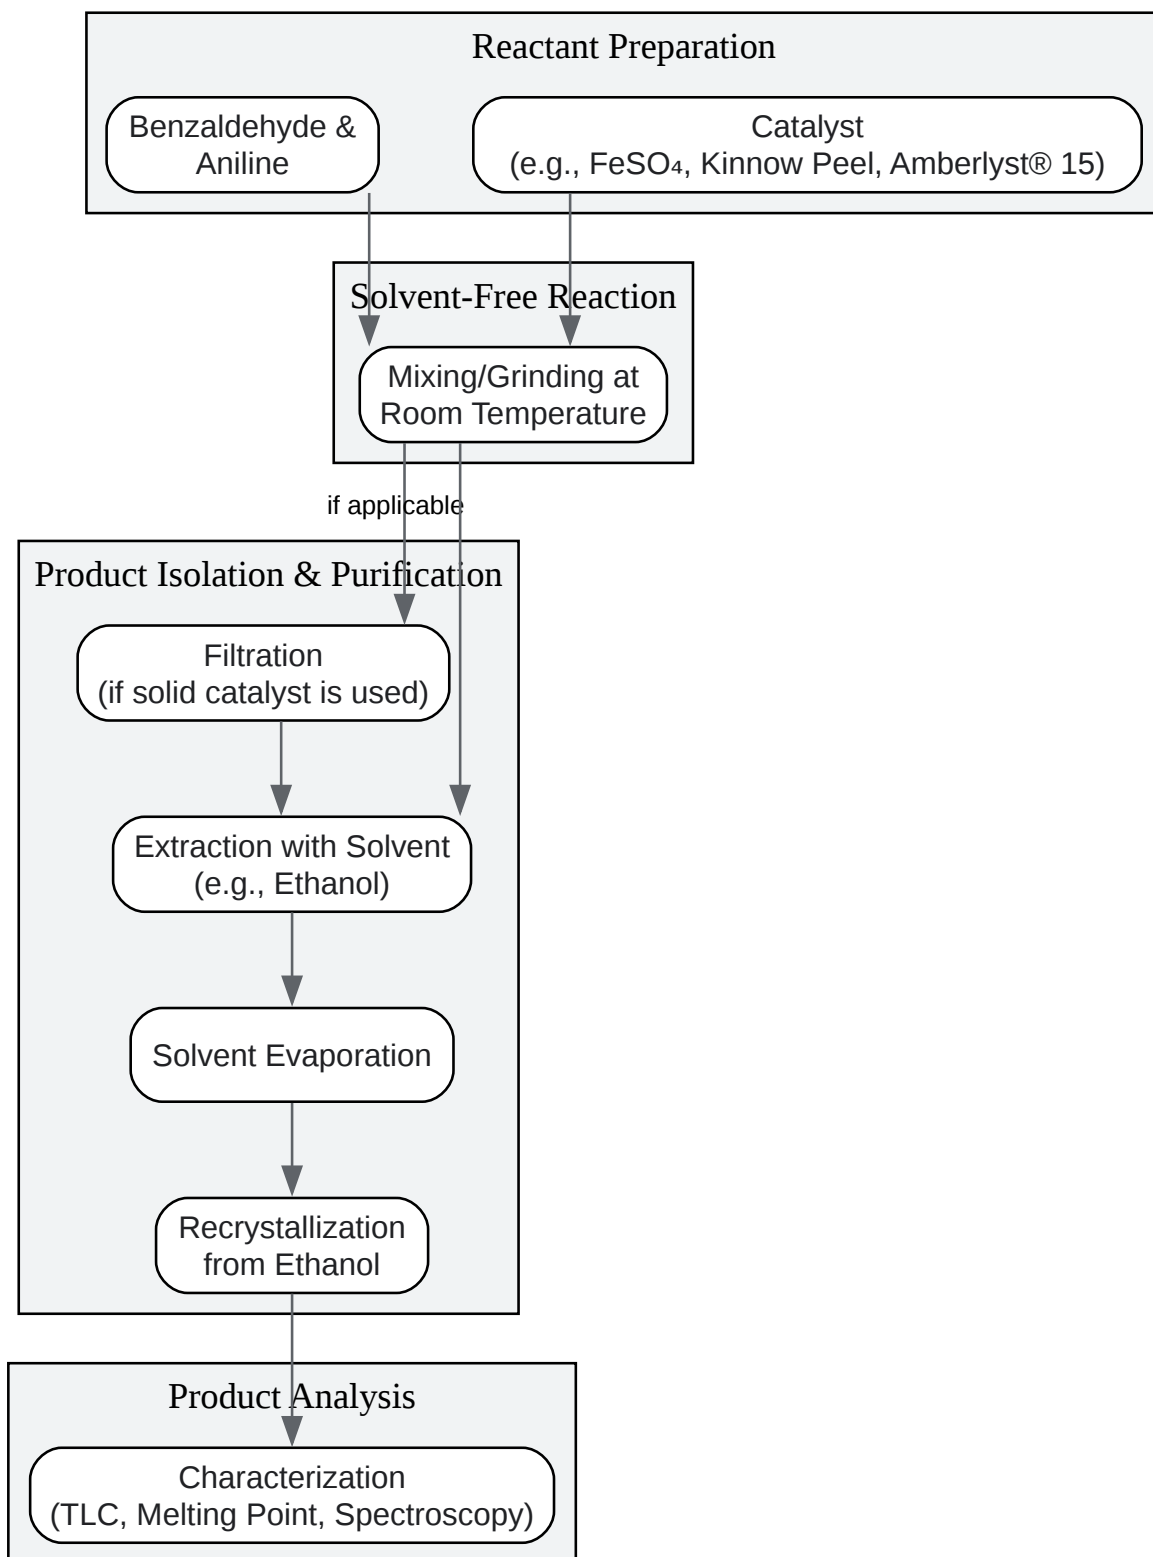 Reactant Preparation
Benzaldehyde &
Aniline
Catalyst
(e.g., FeSO₄, Kinnow Peel, Amberlyst® 15)
Solvent-Free Reaction
Mixing/Grinding at
Room Temperature
if applicable
Product Isolation & Purification
Filtration
(if solid catalyst is used)
Extraction with Solvent
(e.g., Ethanol)
Solvent Evaporation
Recrystallization
from Ethanol
Product Analysis
Characterization
(TLC, Melting Point, Spectroscopy)